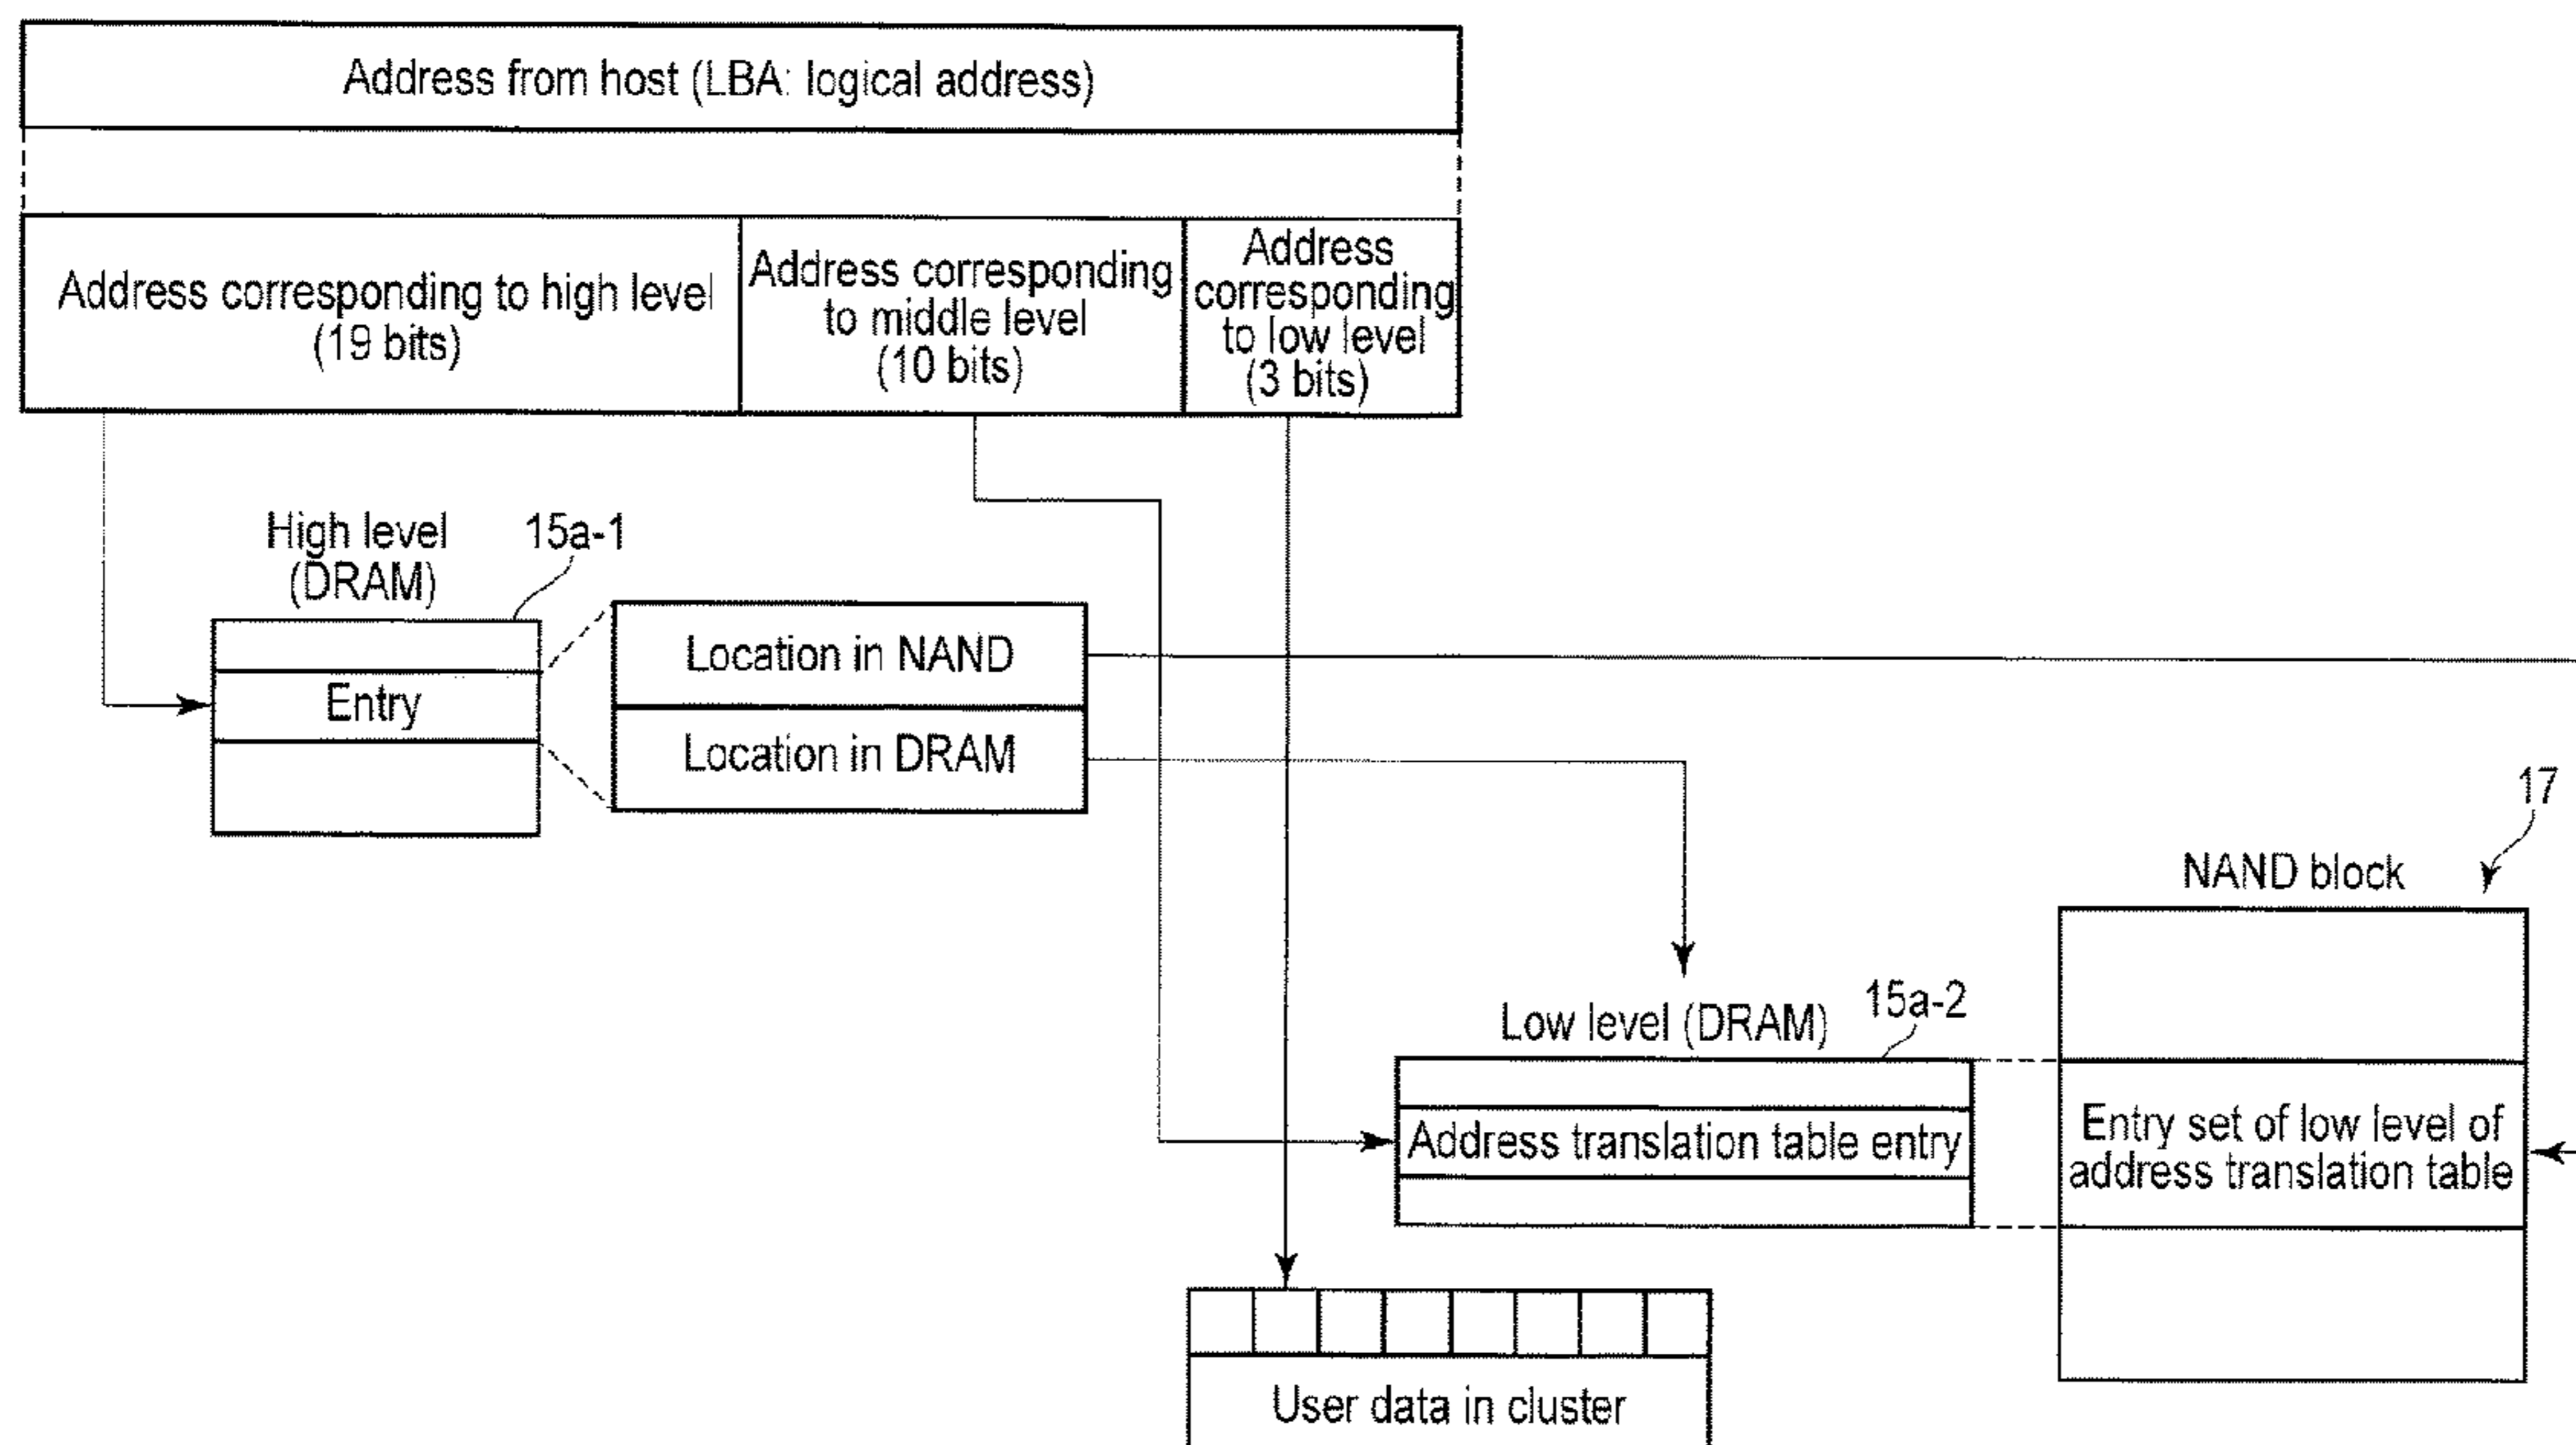 Address from host (LBA: logical address)
Address corresponding to high level
(19 bits)
Address corresponding
to middle level
(10 bits)
Address
corresponding
to low level
(3 bits)
High level
(DRAM)
15a-1
Location in NAND
Entry
Location in DRAM
17
NAND block
Low level (DRAM)
15a-2
Address translation table entry
Entry set of low level of
address translation table
User data in cluster